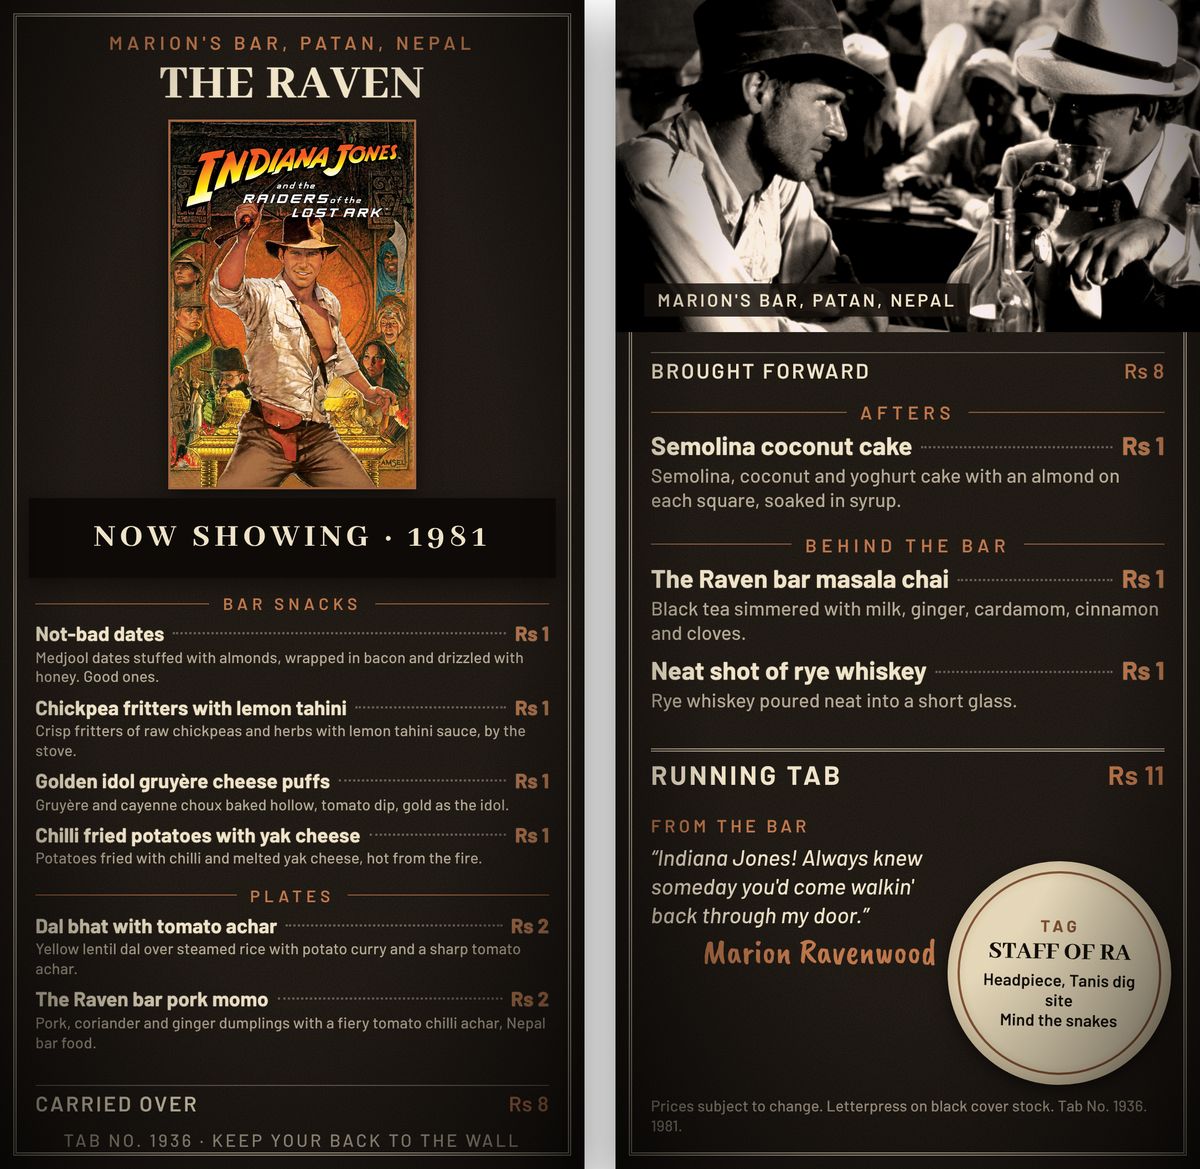 MARION'S BAR, PATAN, NEPAL
THE RAVEN
INDIANA JONES
and the
RAIDERS of the
LOST ARK
AMSEL
NOW SHOWING · 1981
BAR SNACKS
Not-bad dates Rs 1
Medjool dates stuffed with almonds, wrapped in bacon and drizzled with
honey. Good ones.
Chickpea fritters with lemon tahini Rs 1
Crisp fritters of raw chickpeas and herbs with lemon tahini sauce, by the
stove.
Golden idol gruyère cheese puffs Rs 1
Gruyère and cayenne choux baked hollow, tomato dip, gold as the idol.
Chilli fried potatoes with yak cheese Rs 1
Potatoes fried with chilli and melted yak cheese, hot from the fire.
PLATES
Dal bhat with tomato achar Rs 2
Yellow lentil dal over steamed rice with potato curry and a sharp tomato
achar.
The Raven bar pork momo Rs 2
Pork, coriander and ginger dumplings with a fiery tomato chilli achar, Nepal
bar food.
CARRIED OVER Rs 8
TAB NO. 1936 · KEEP YOUR BACK TO THE WALL
MARION'S BAR, PATAN, NEPAL
BROUGHT FORWARD Rs 8
AFTERS
Semolina coconut cake Rs 1
Semolina, coconut and yoghurt cake with an almond on
each square, soaked in syrup.
BEHIND THE BAR
The Raven bar masala chai Rs 1
Black tea simmered with milk, ginger, cardamom, cinnamon
and cloves.
Neat shot of rye whiskey Rs 1
Rye whiskey poured neat into a short glass.
RUNNING TAB Rs 11
FROM THE BAR
“Indiana Jones! Always knew
someday you'd come walkin'
back through my door.”
Marion Ravenwood
TAG
STAFF OF RA
Headpiece, Tanis dig
site
Mind the snakes
Prices subject to change. Letterpress on black cover stock. Tab No. 1936.
1981.